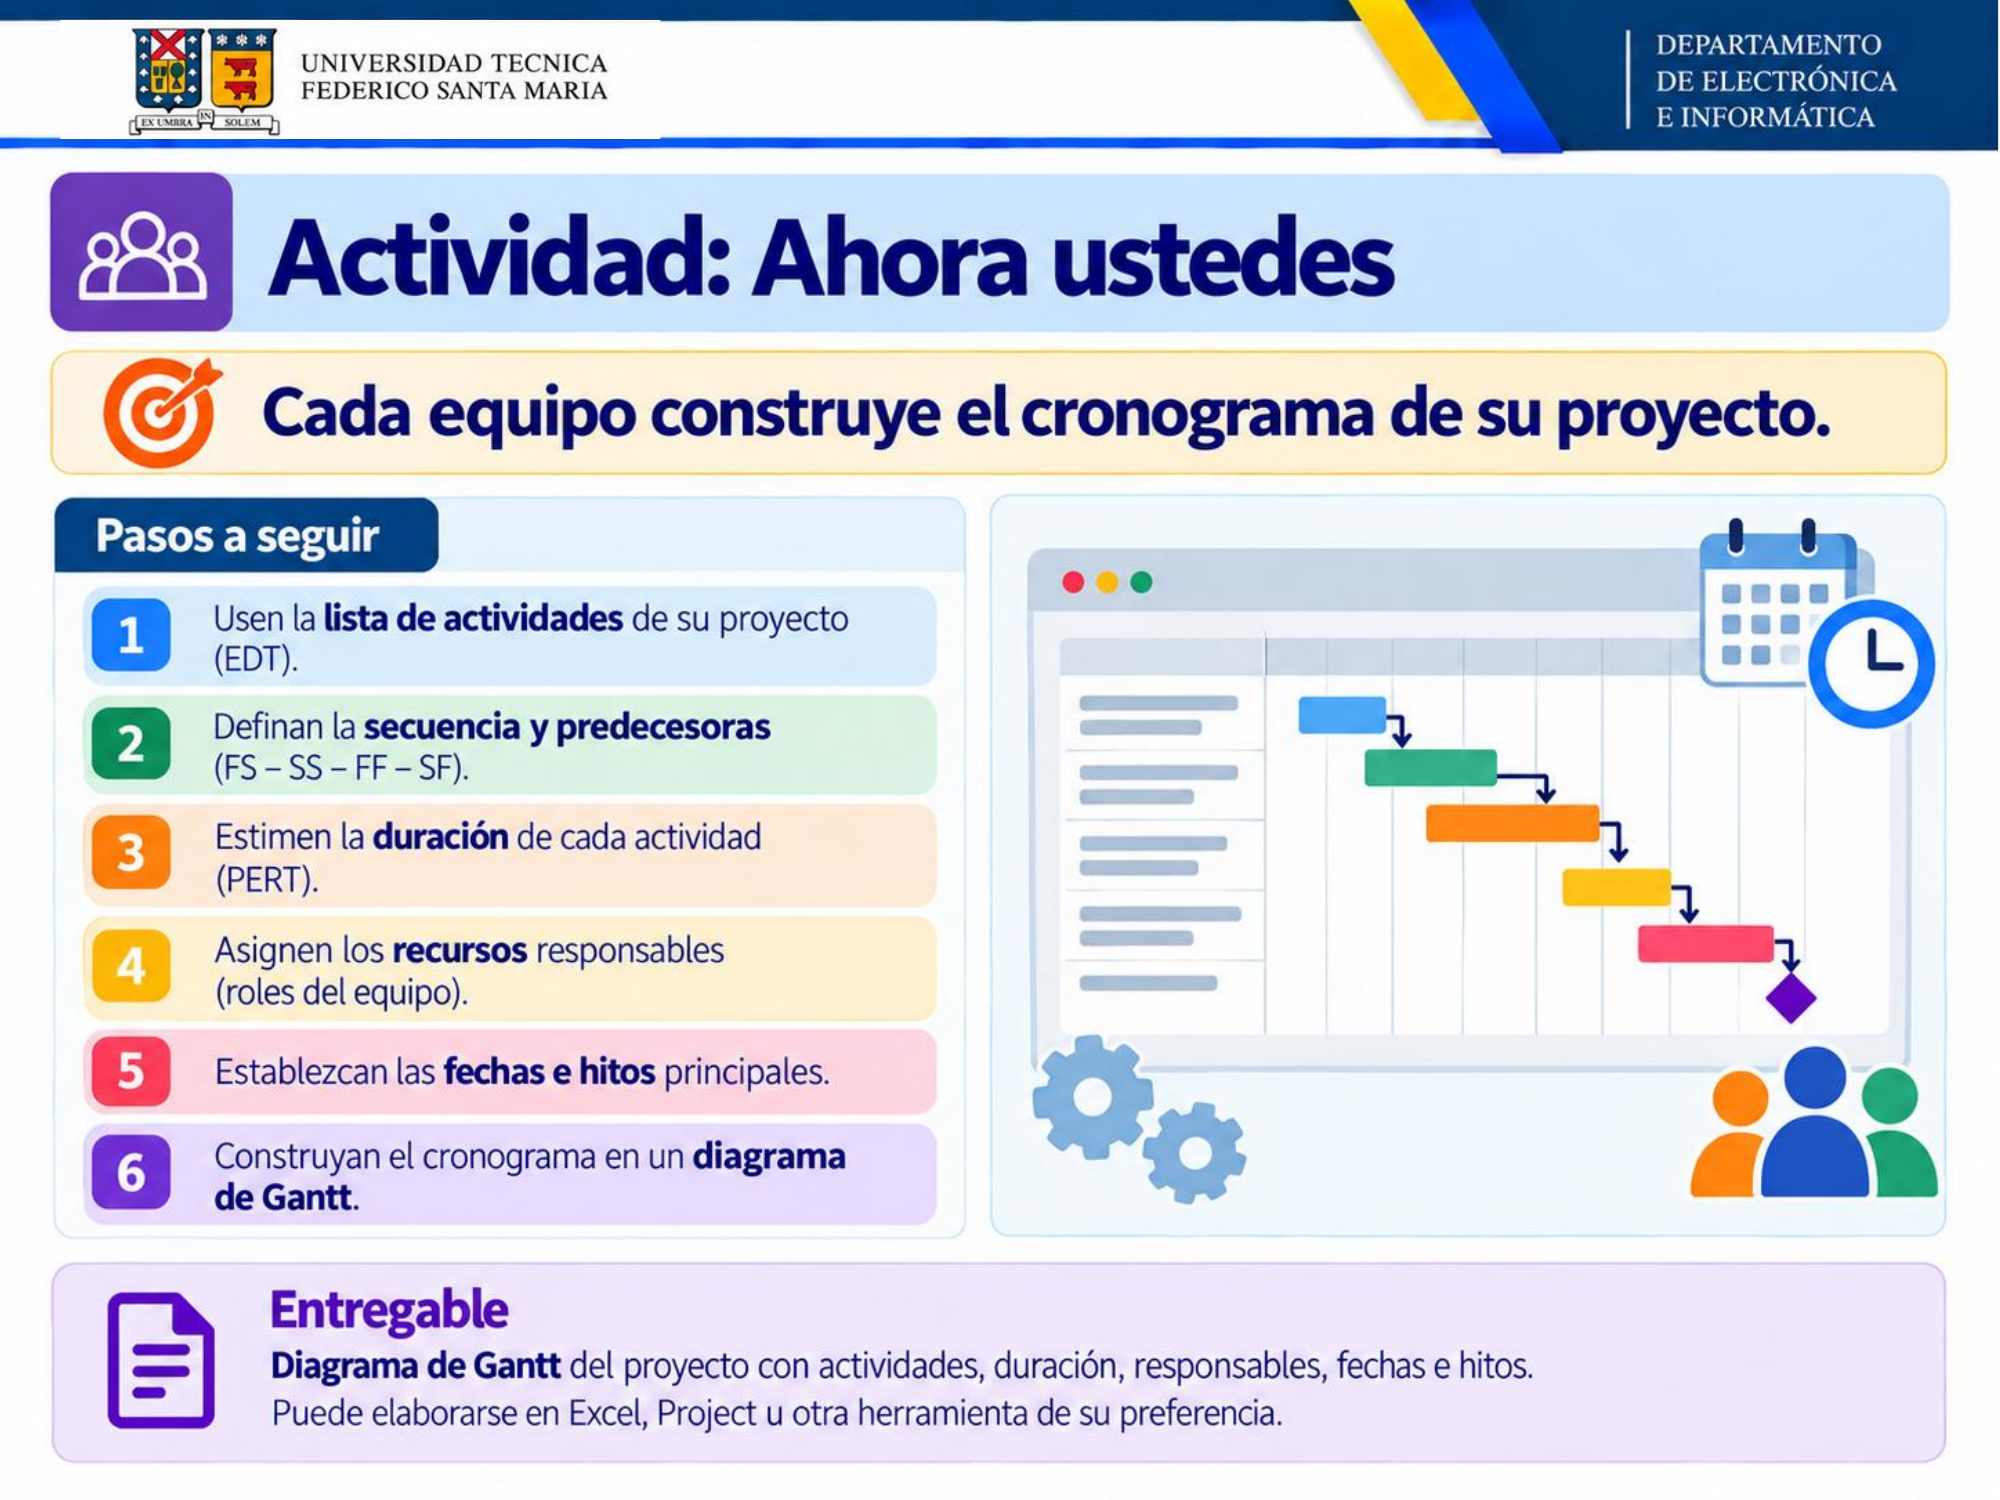 EX UMBRA IN SOLEM
UNIVERSIDAD TECNICA
FEDERICO SANTA MARIA
DEPARTAMENTO
DE ELECTRÓNICA
E INFORMÁTICA
Actividad: Ahora ustedes
Cada equipo construye el cronograma de su proyecto.
Pasos a seguir
1
Usen la lista de actividades de su proyecto
(EDT).
2
Definan la secuencia y predecesoras
(FS – SS – FF – SF).
3
Estimen la duración de cada actividad
(PERT).
4
Asignen los recursos responsables
(roles del equipo).
5
Establezcan las fechas e hitos principales.
6
Construyan el cronograma en un diagrama
de Gantt.
Entregable
Diagrama de Gantt del proyecto con actividades, duración, responsables, fechas e hitos.
Puede elaborarse en Excel, Project u otra herramienta de su preferencia.